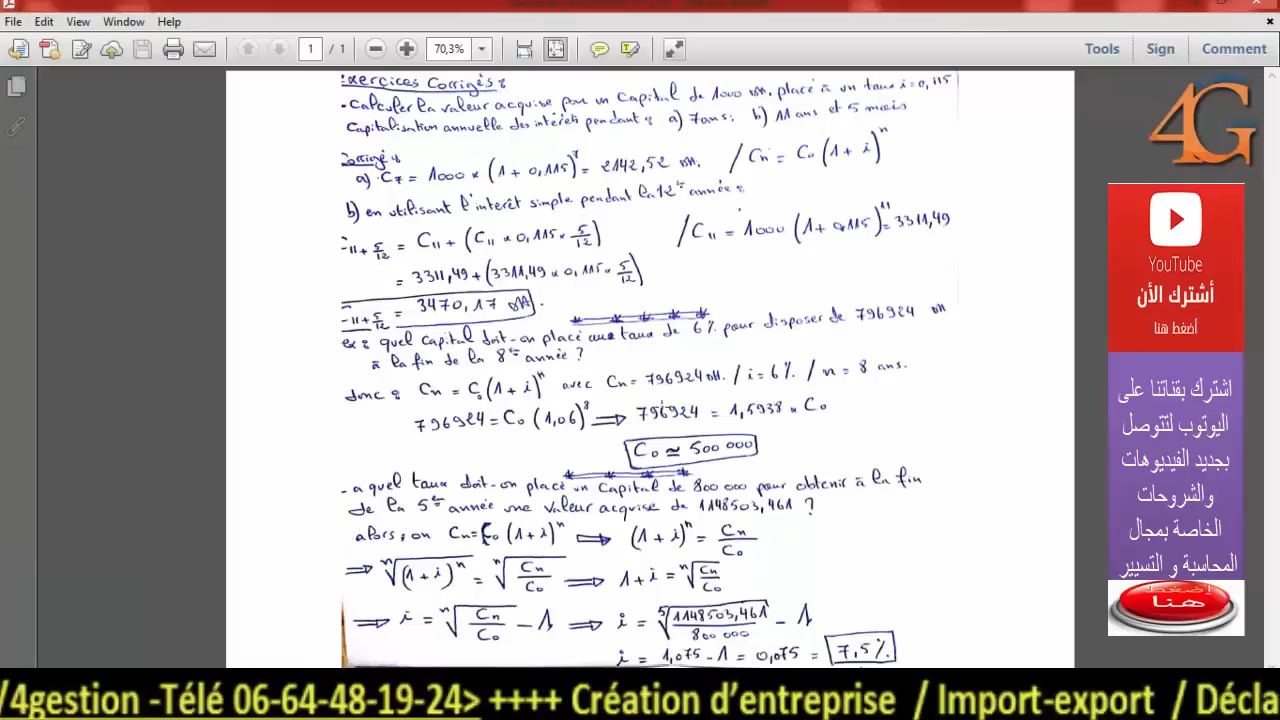 File Edit View Window Help
1 / 1 70,3% Tools Sign Comment
Exercices Corrigés :
- Calculer la valeur acquise pour un Capital de 1000 DH, placé à un taux i = 0,115
Capitalisation annuelle des intérêts pendant : a) 7ans : b) 11 ans et 5 mois
Corrigé :
a) C7 = 1000 × (1 + 0,115)^7 = 2142,52 DH. / Cn = C0 (1 + i)^n
b) en utilisant l'intérêt simple pendant la 12ème année :
C11+5/12 = C11 + (C11 × 0,115 × 5/12) / C11 = 1000 (1 + 0,115)^11 = 3311,49
= 3311,49 + (3311,49 × 0,115 × 5/12)
C11+5/12 = 3470,17 DH.
ex : quel Capital doit-on placé aux taux de 6% pour disposer de 796924 DH
à la fin de la 8ème année ?
donc : Cn = C0 (1 + i)^n avec Cn = 796924 DH. / i = 6% / n = 8 ans.
796924 = C0 (1,06)^8 ⟹ 796924 = 1,5938 × C0
C0 ≃ 500 000
- a quel taux doit-on placé un Capital de 800 000 pour obtenir à la fin
de la 5ème année une valeur acquise de 1148503,461 ?
alors, on Cn = C0 (1 + i)^n ⟹ (1 + i)^n = Cn/C0
⟹ n√(1 + i)^n = n√Cn/C0 ⟹ 1 + i = n√Cn/C0
⟹ i = n√Cn/C0 - 1 ⟹ i = 5√1148503,461/800 000 - 1
i = 1,075 - 1 = 0,075 = 7,5%
4G
YouTube
أشترك الأن
أضغط هنا
اشترك بقناتنا على
اليوتوب لتتوصل
بجديد الفيديوهات
والشروحات
الخاصة بمجال
المحاسبة و التسيير
إضغط
هنا
/4gestion -Télé 06-64-48-19-24> ++++ Création d'entreprise / Import-export / Décla